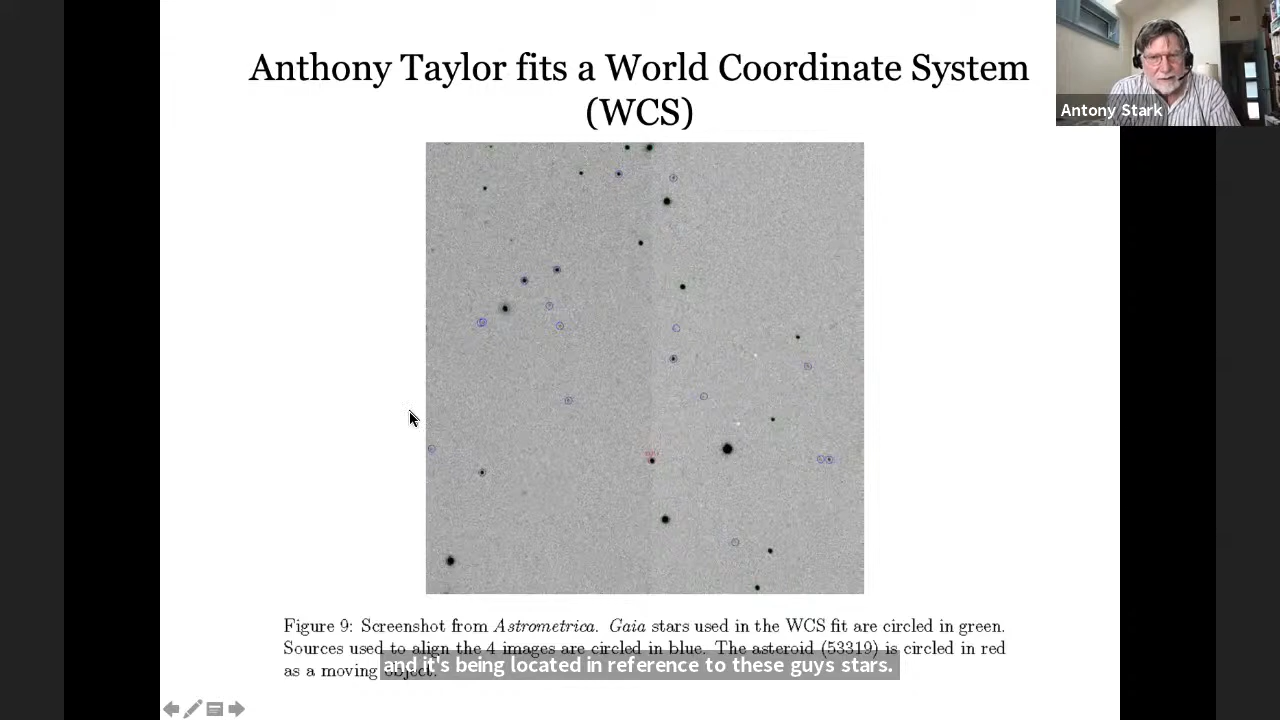 Anthony Taylor fits a World Coordinate System
(WCS)
Antony Stark
Figure 9: Screenshot from Astrometrica. Gaia stars used in the WCS fit are circled in green.
Sources used to align the 4 images are circled in blue. The asteroid (53319) is circled in red
as a moving object.
and it's being located in reference to these guys stars.